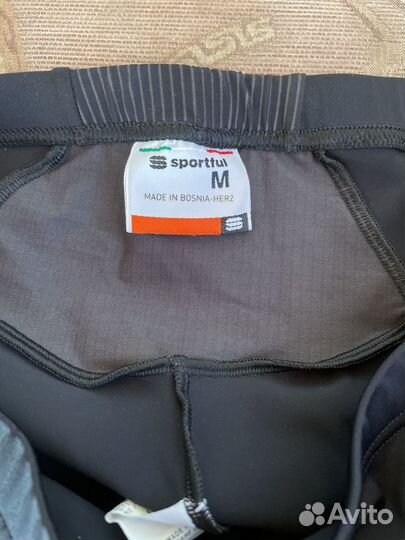 sportful
M
MADE IN BOSNIA-HERZ
Avito